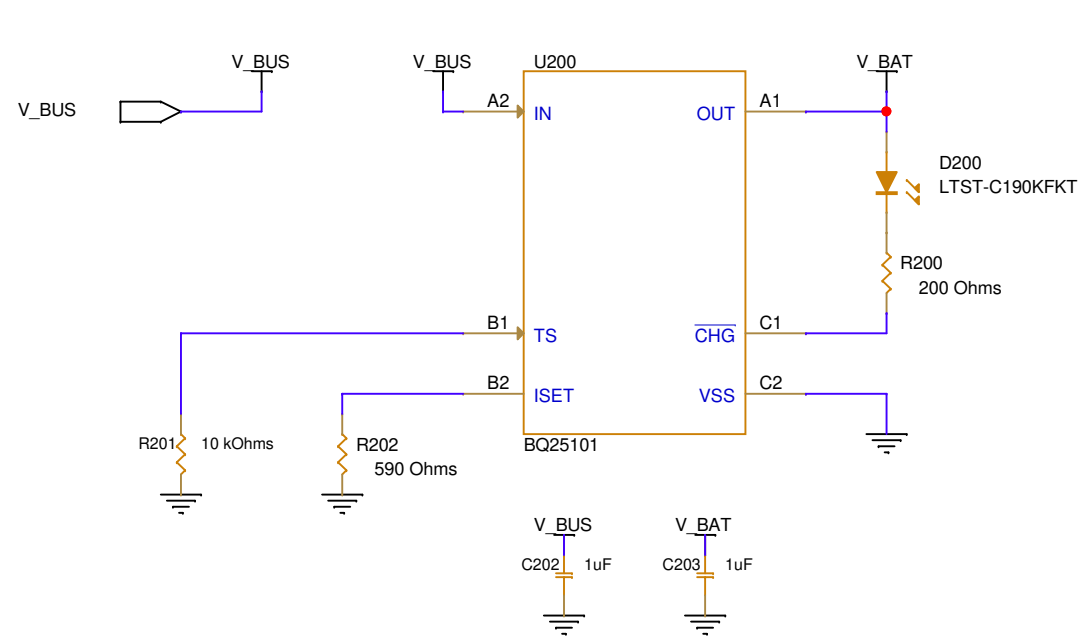 V_BUS
V_BUS
V_BUS
U200
V_BAT
A2
IN
OUT
A1
D200
LTST-C190KFKT
R200
200 Ohms
B1
TS
CHG
C1
B2
ISET
VSS
C2
R201
10 kOhms
R202
590 Ohms
BQ25101
V_BUS
C202
1uF
V_BAT
C203
1uF